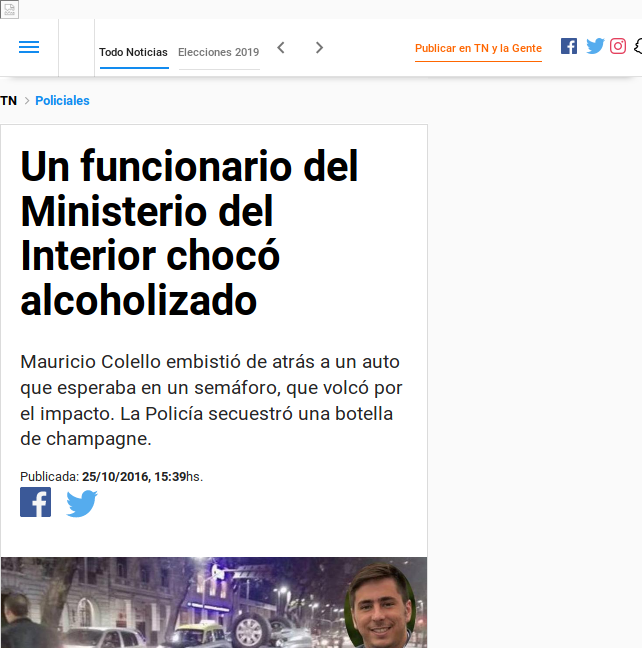 Todo Noticias
Elecciones 2019
Publicar en TN y la Gente
TN
Policiales
Un funcionario del
Ministerio del
Interior chocó
alcoholizado
Mauricio Colello embistió de atrás a un auto
que esperaba en un semáforo, que volcó por
el impacto. La Policía secuestró una botella
de champagne.
Publicada: 25/10/2016, 15:39hs.